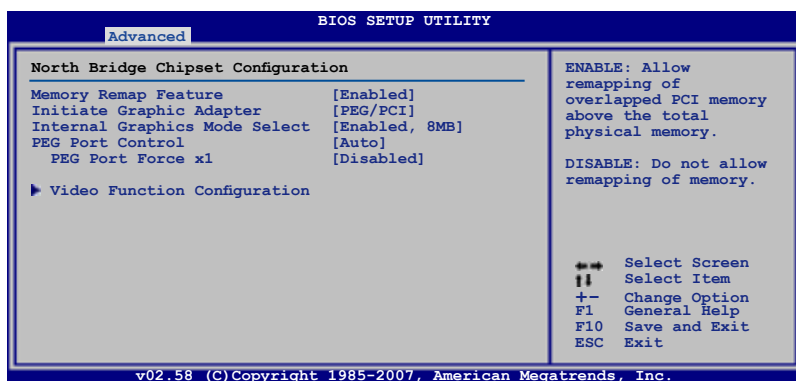 BIOS SETUP UTILITY
Advanced
North Bridge Chipset Configuration
Memory Remap Feature [Enabled]
Initiate Graphic Adapter [PEG/PCI]
Internal Graphics Mode Select [Enabled, 8MB]
PEG Port Control [Auto]
PEG Port Force x1 [Disabled]
Video Function Configuration
ENABLE: Allow
remapping of
overlapped PCI memory
above the total
physical memory.
DISABLE: Do not allow
remapping of memory.
Select Screen
Select Item
+- Change Option
F1 General Help
F10 Save and Exit
ESC Exit
v02.58 (C)Copyright 1985-2007, American Megatrends, Inc.